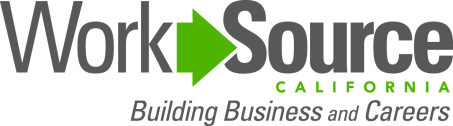 WorkSource
CALIFORNIA
Building Business and Careers